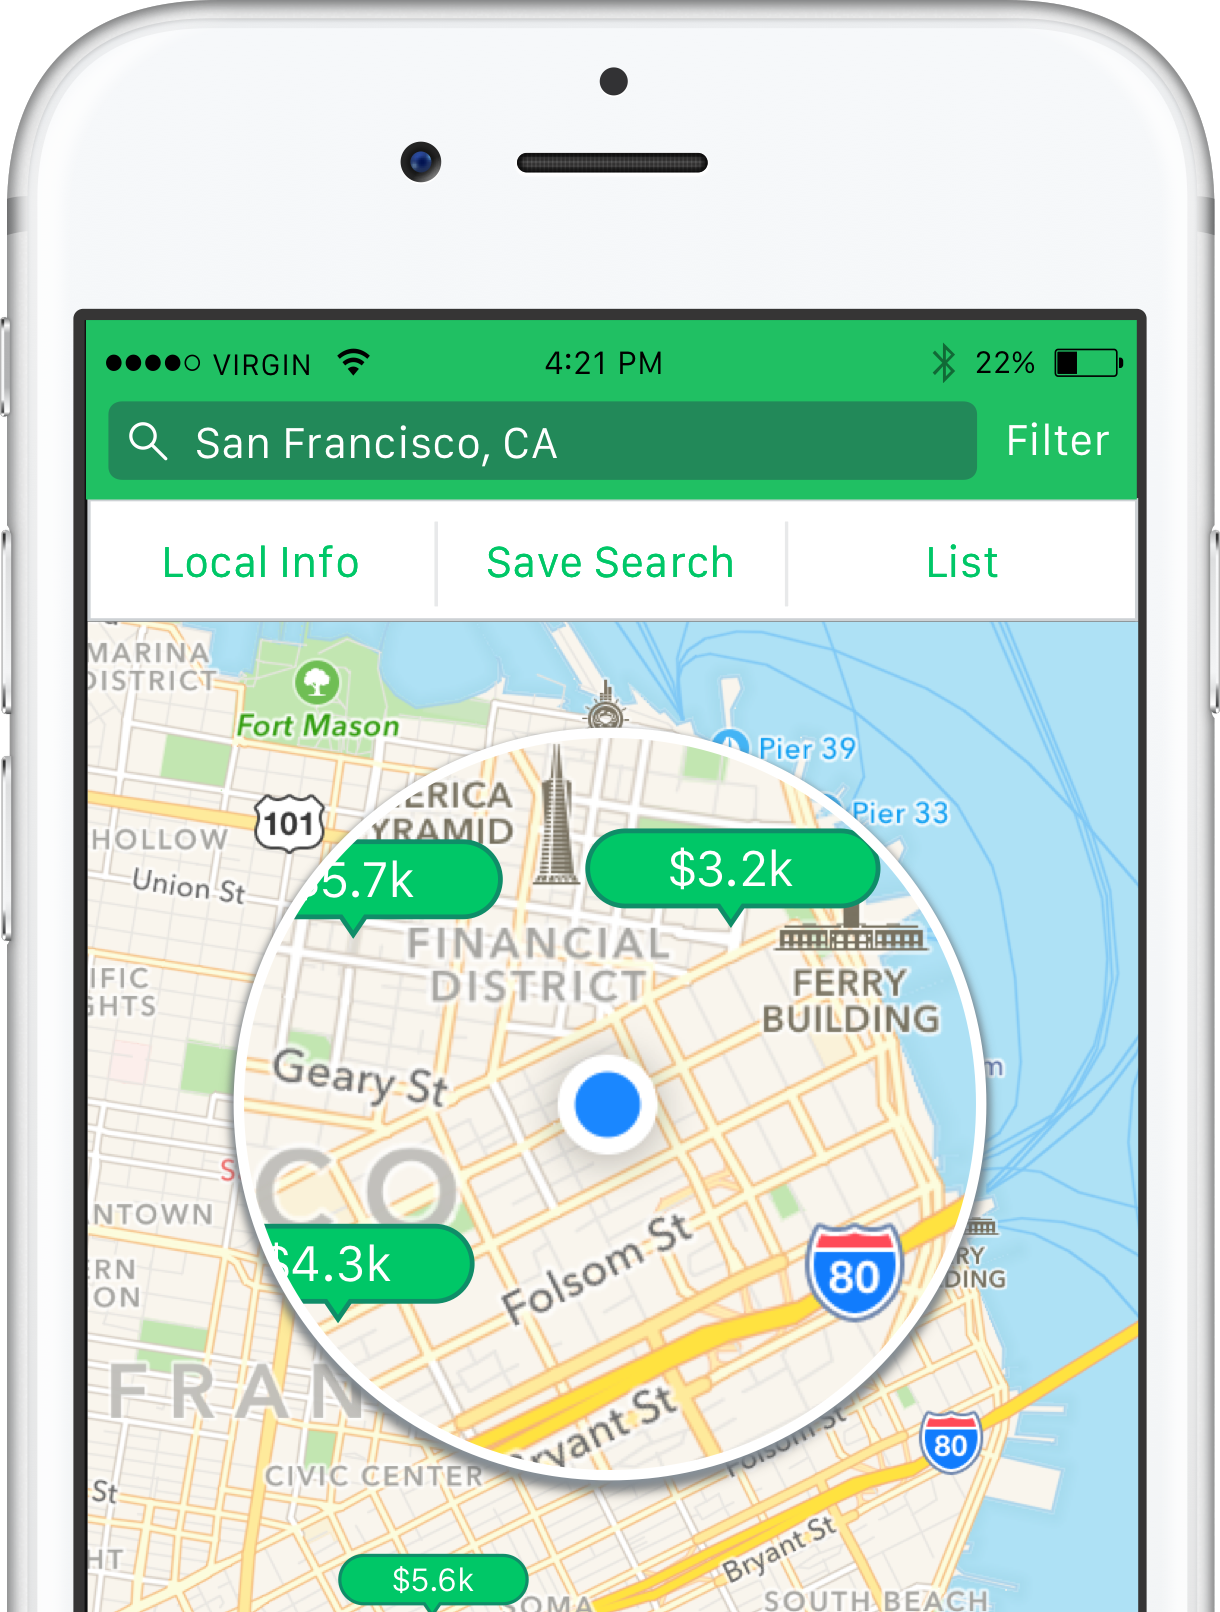 VIRGIN
4:21 PM
22%
San Francisco, CA
Filter
Local Info
Save Search
List
MARINA
DISTRICT
Fort Mason
Pier 39
ERICA
YRAMID
Pier 33
101
HOLLOW
Union St
$5.7k
$3.2k
FINANCIAL
DISTRICT
IFIC
GHTS
FERRY
BUILDING
Geary St
m
S
CO
NTOWN
RN
ON
$4.3k
Folsom St
80
RY
DING
FRAN
Bryant St
Folsom St
80
CIVIC CENTER
St
Bryant St
HT
$5.6k
SOMA
SOUTH BEACH